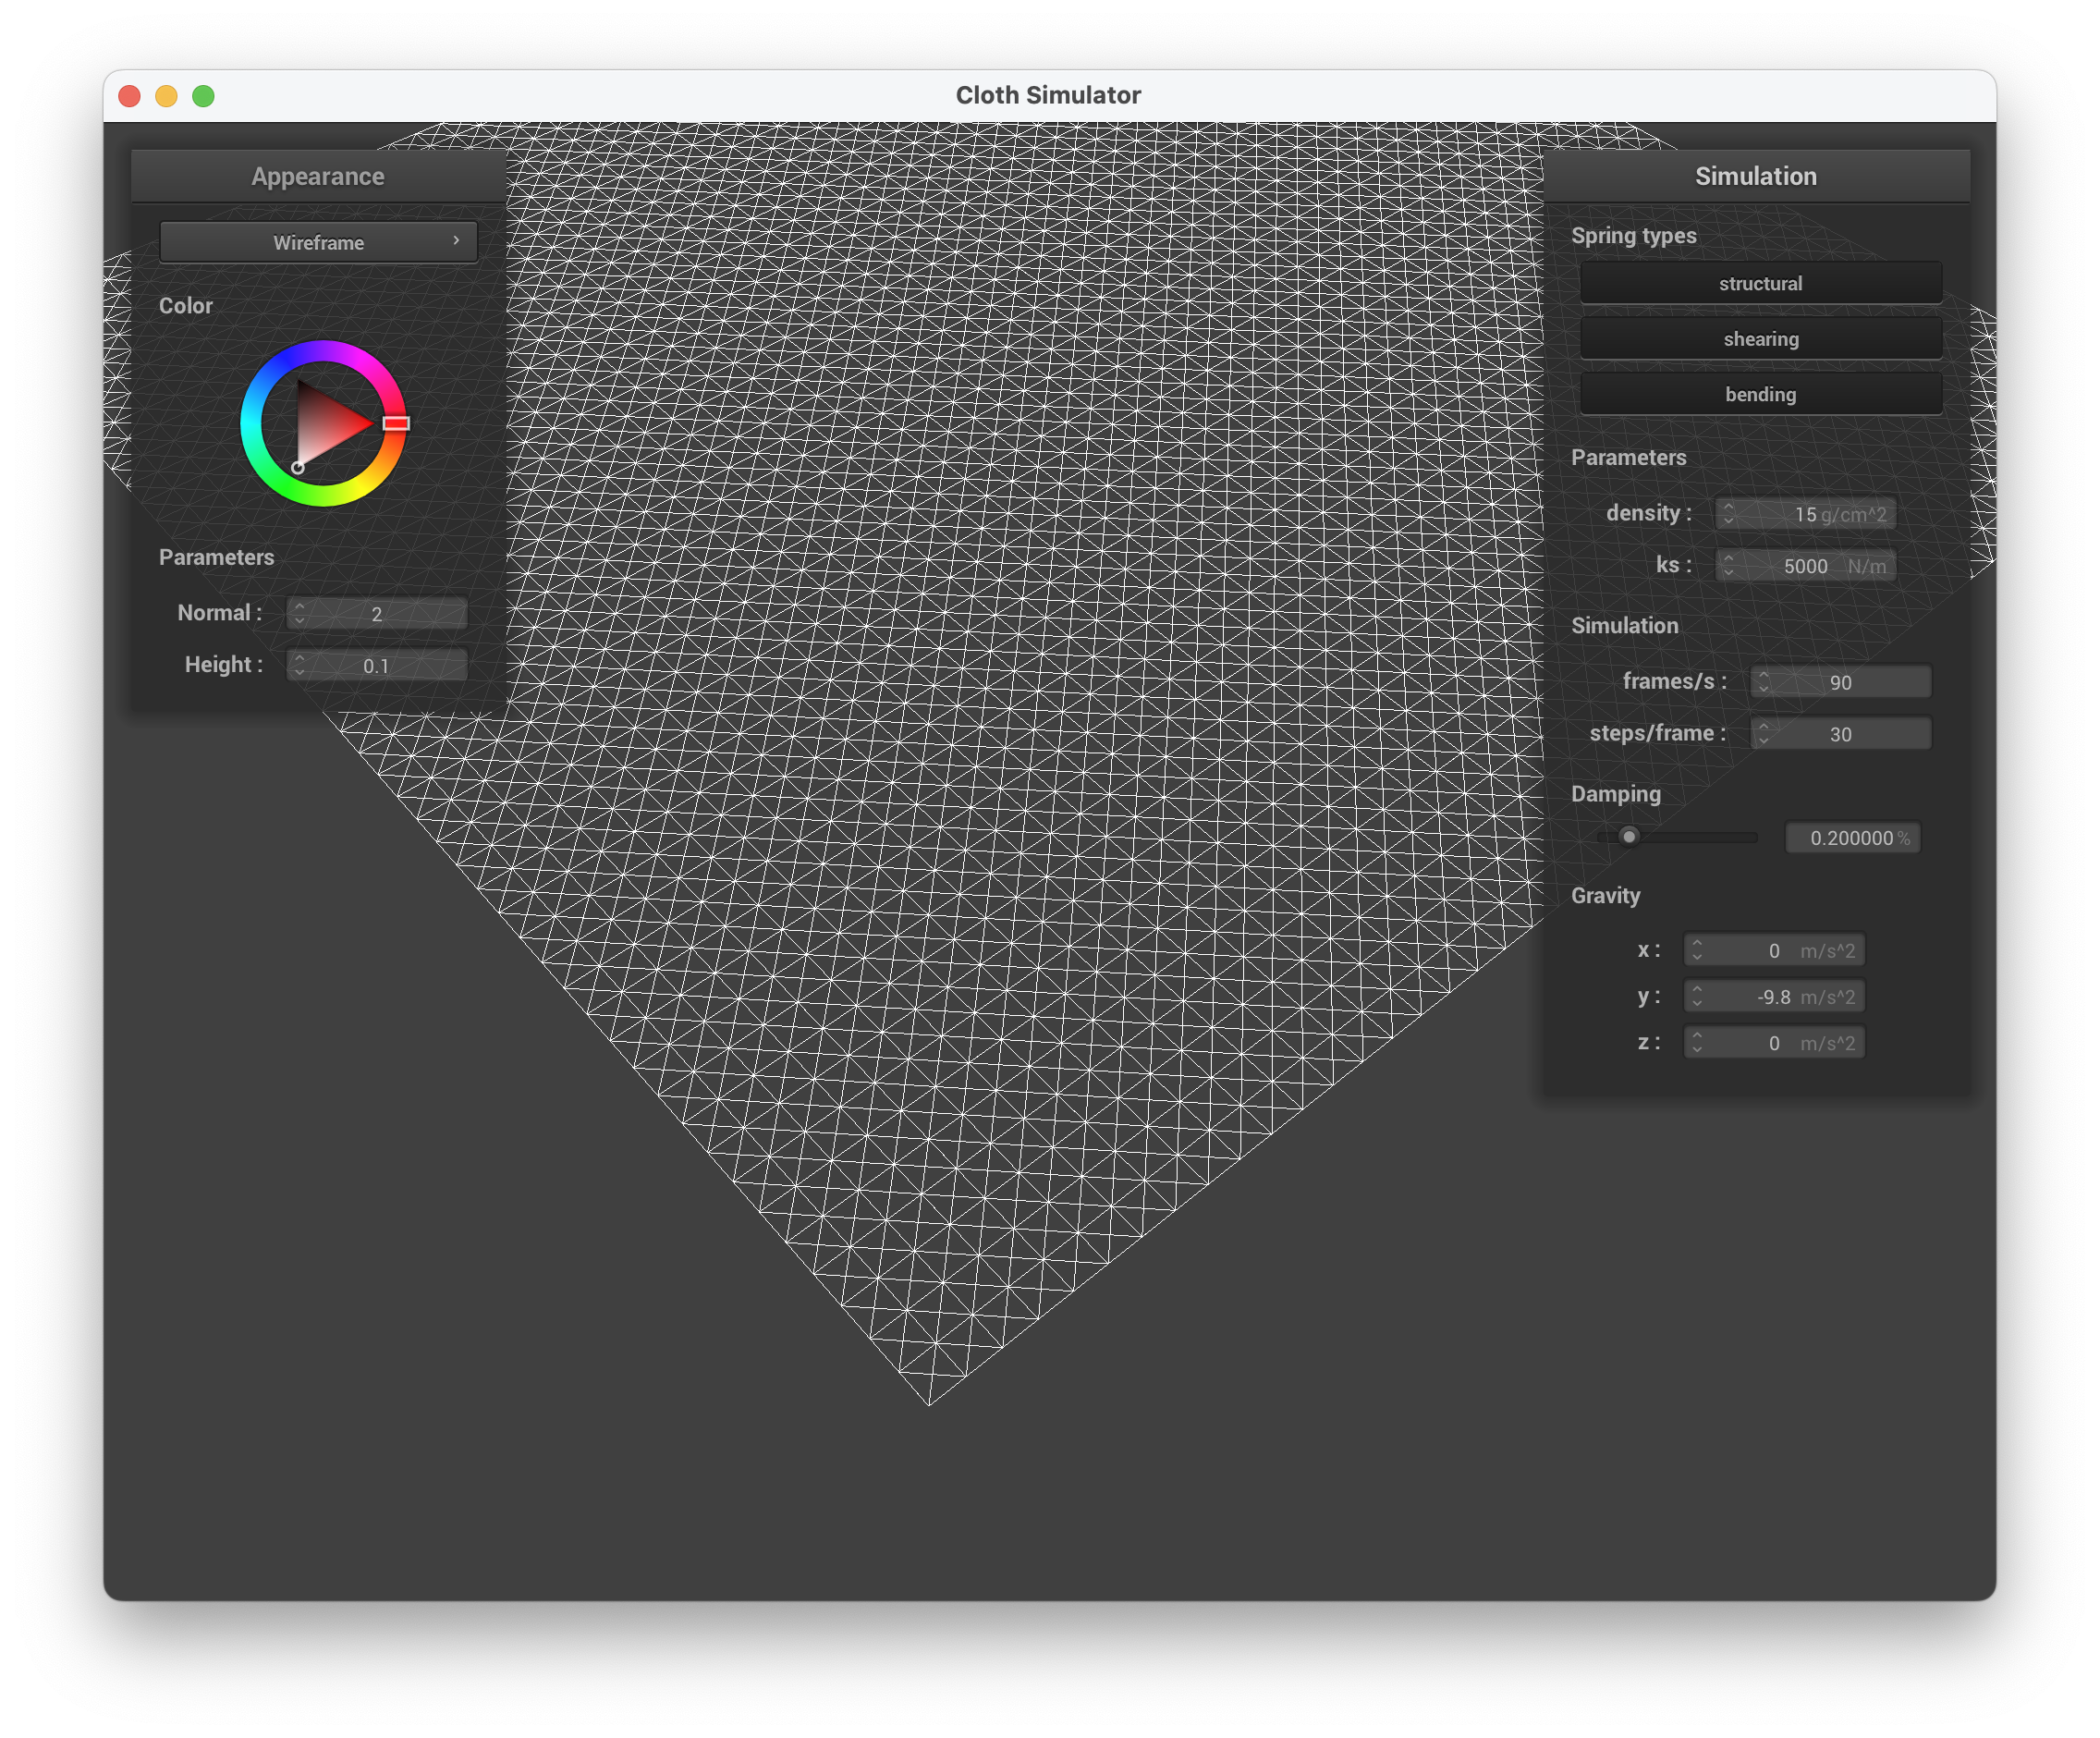 Cloth Simulator
Appearance
Wireframe
Color
Parameters
Normal : 2
Height : 0.1
Simulation
Spring types
structural
shearing
bending
Parameters
density : 15 g/cm^2
ks : 5000 N/m
Simulation
frames/s : 90
steps/frame : 30
Damping
0.200000 %
Gravity
x : 0 m/s^2
y : -9.8 m/s^2
z : 0 m/s^2